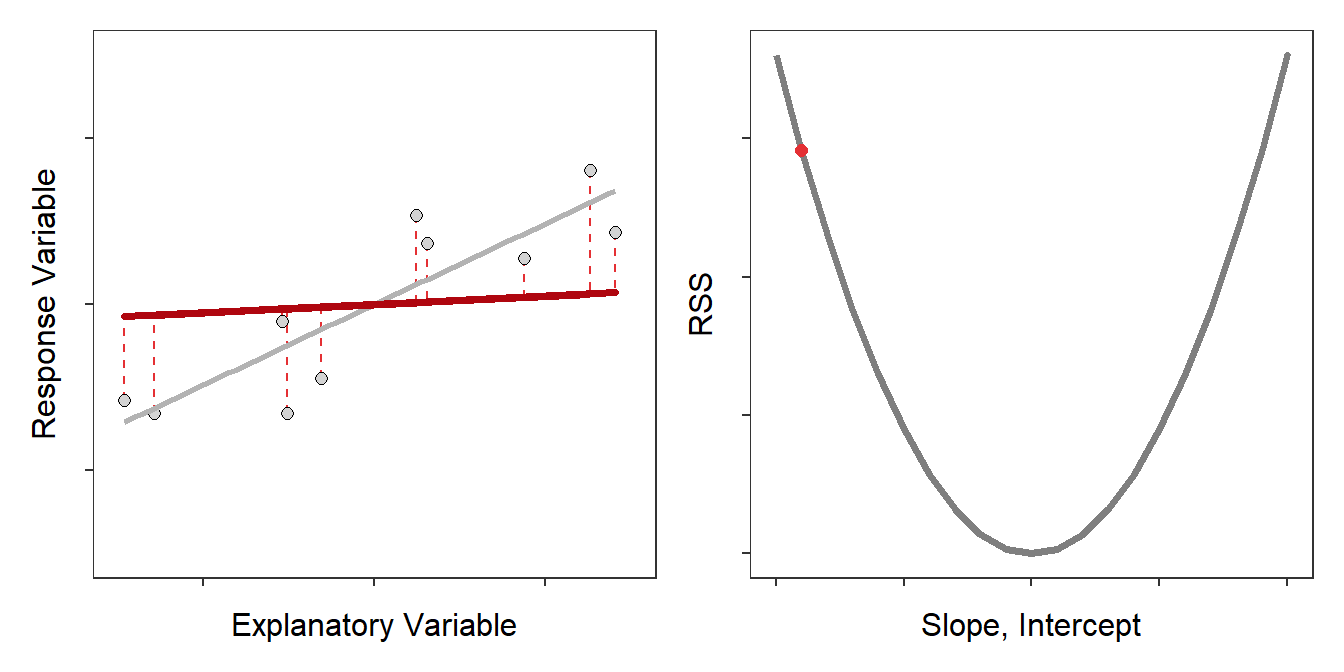 Response Variable
Explanatory Variable
RSS
Slope, Intercept